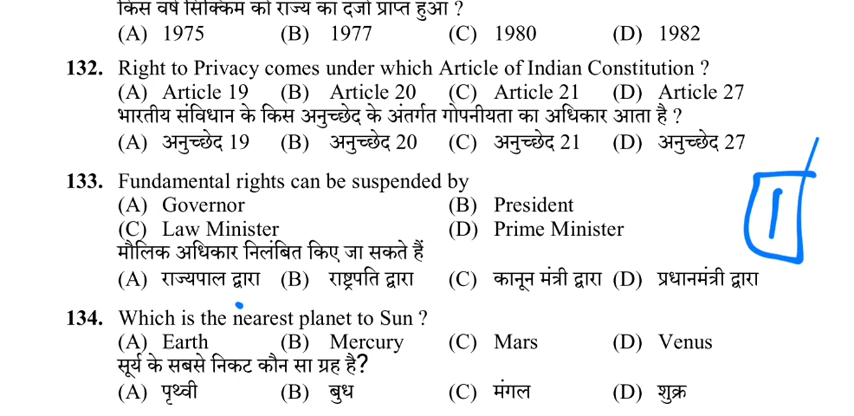 किस वर्ष सिक्किम को राज्य का दर्जा प्राप्त हुआ ?
(A) 1975 (B) 1977 (C) 1980 (D) 1982
132. Right to Privacy comes under which Article of Indian Constitution ?
(A) Article 19 (B) Article 20 (C) Article 21 (D) Article 27
भारतीय संविधान के किस अनुच्छेद के अंतर्गत गोपनीयता का अधिकार आता है ?
(A) अनुच्छेद 19 (B) अनुच्छेद 20 (C) अनुच्छेद 21 (D) अनुच्छेद 27
133. Fundamental rights can be suspended by
(A) Governor (B) President
(C) Law Minister (D) Prime Minister
मौलिक अधिकार निलंबित किए जा सकते हैं
(A) राज्यपाल द्वारा (B) राष्ट्रपति द्वारा (C) कानून मंत्री द्वारा (D) प्रधानमंत्री द्वारा
134. Which is the nearest planet to Sun ?
(A) Earth (B) Mercury (C) Mars (D) Venus
सूर्य के सबसे निकट कौन सा ग्रह है?
(A) पृथ्वी (B) बुध (C) मंगल (D) शुक्र